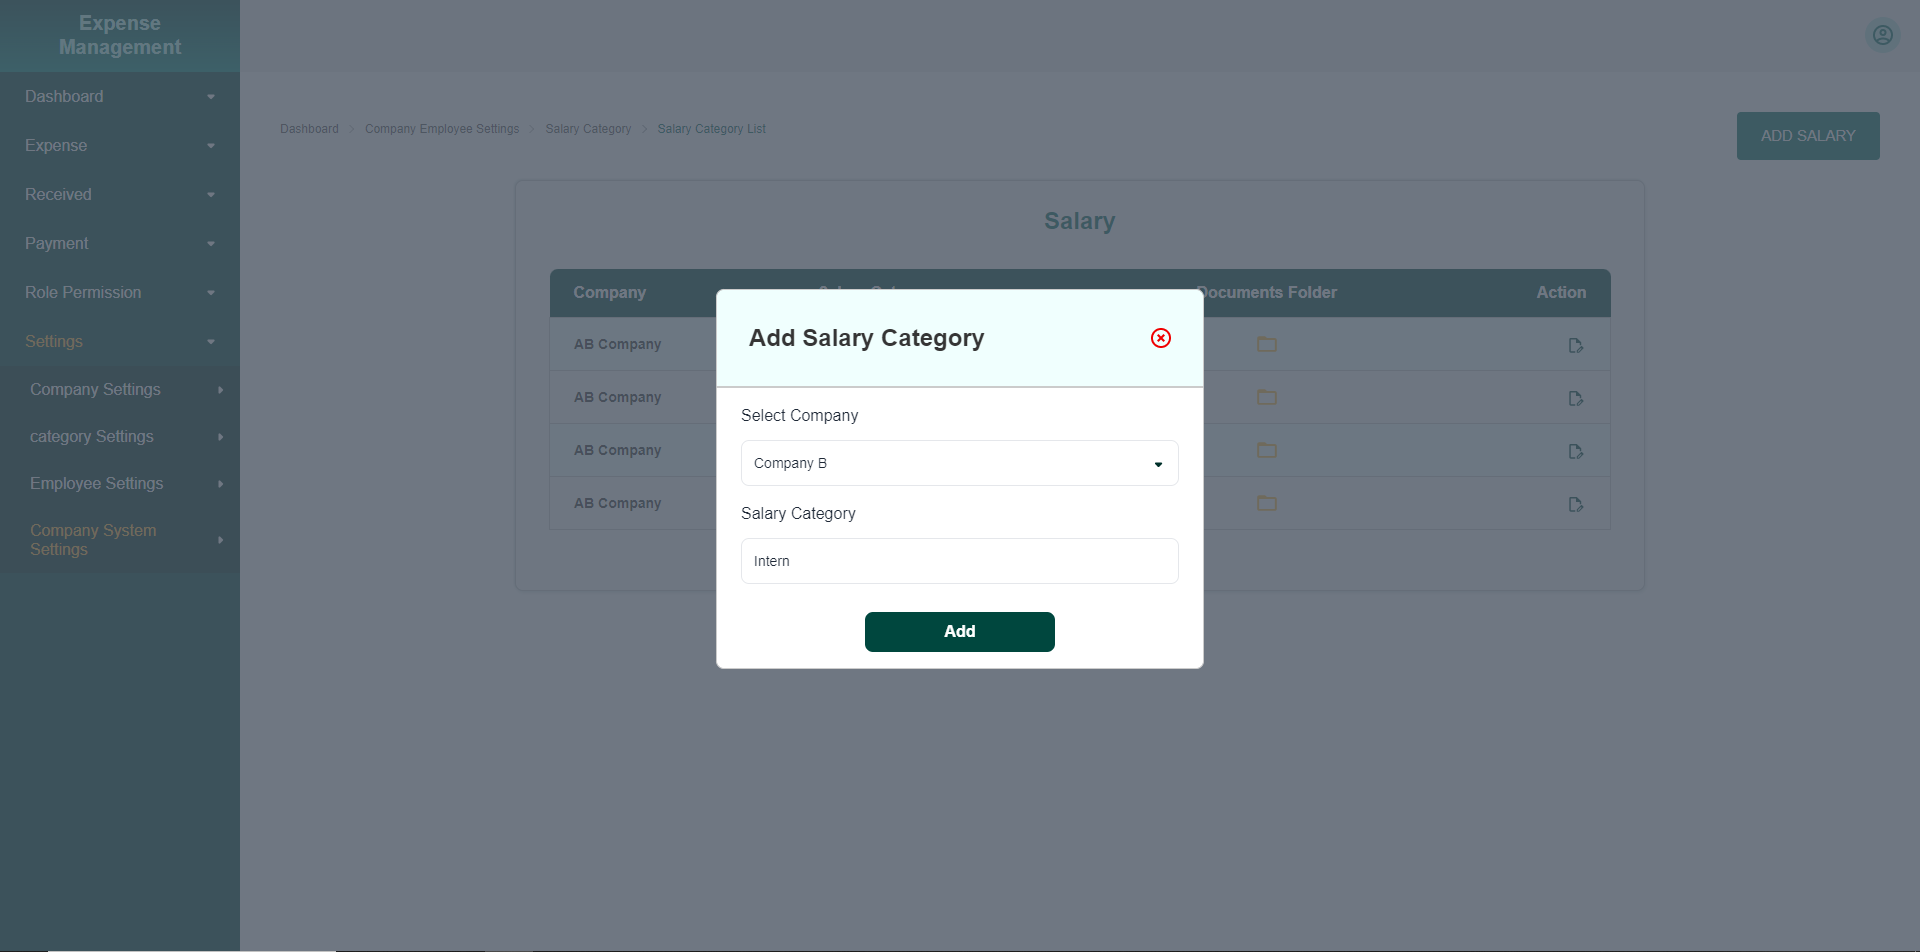 Expense
Management
Dashboard
Expense
Received
Payment
Role Permission
Settings
Company Settings
category Settings
Employee Settings
Company System
Settings
Dashboard > Company Employee Settings > Salary Category > Salary Category List
ADD SALARY
Salary
Company Documents Folder Action
AB Company
AB Company
AB Company
AB Company
Add Salary Category
Select Company
Company B
Salary Category
Intern
Add